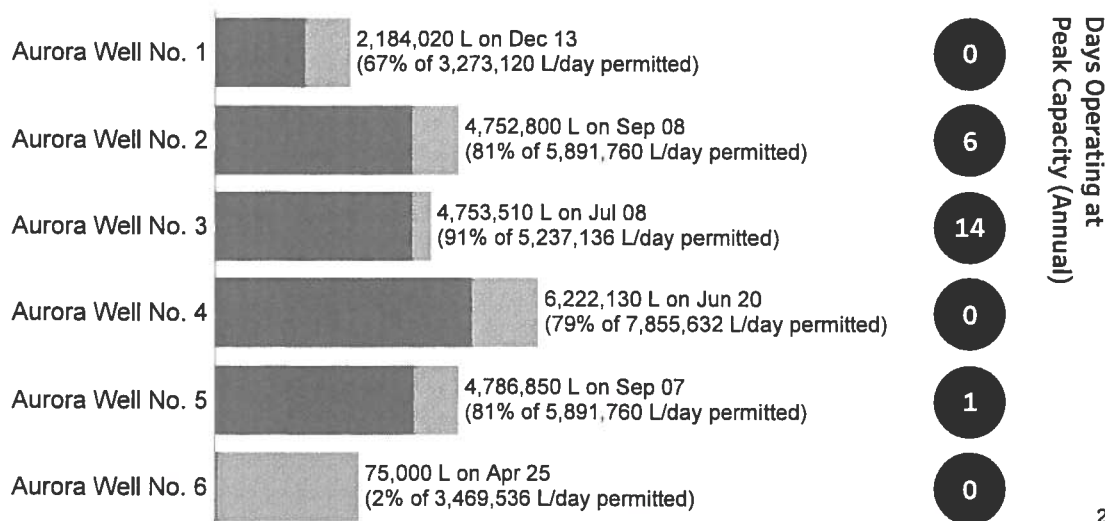 Days Operating at
Peak Capacity (Annual)
Aurora Well No. 1
2,184,020 L on Dec 13
(67% of 3,273,120 L/day permitted)
0
Aurora Well No. 2
4,752,800 L on Sep 08
(81% of 5,891,760 L/day permitted)
6
Aurora Well No. 3
4,753,510 L on Jul 08
(91% of 5,237,136 L/day permitted)
14
Aurora Well No. 4
6,222,130 L on Jun 20
(79% of 7,855,632 L/day permitted)
0
Aurora Well No. 5
4,786,850 L on Sep 07
(81% of 5,891,760 L/day permitted)
1
Aurora Well No. 6
75,000 L on Apr 25
(2% of 3,469,536 L/day permitted)
0
2